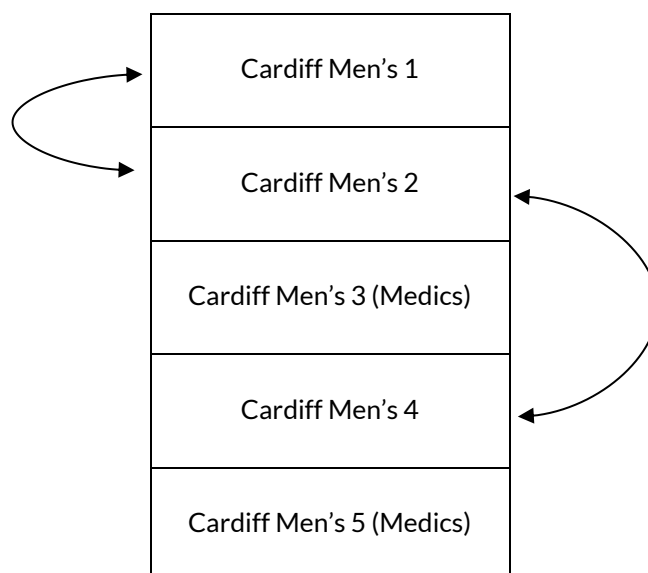 Cardiff Men’s 1
Cardiff Men’s 2
Cardiff Men’s 3 (Medics)
Cardiff Men’s 4
Cardiff Men’s 5 (Medics)